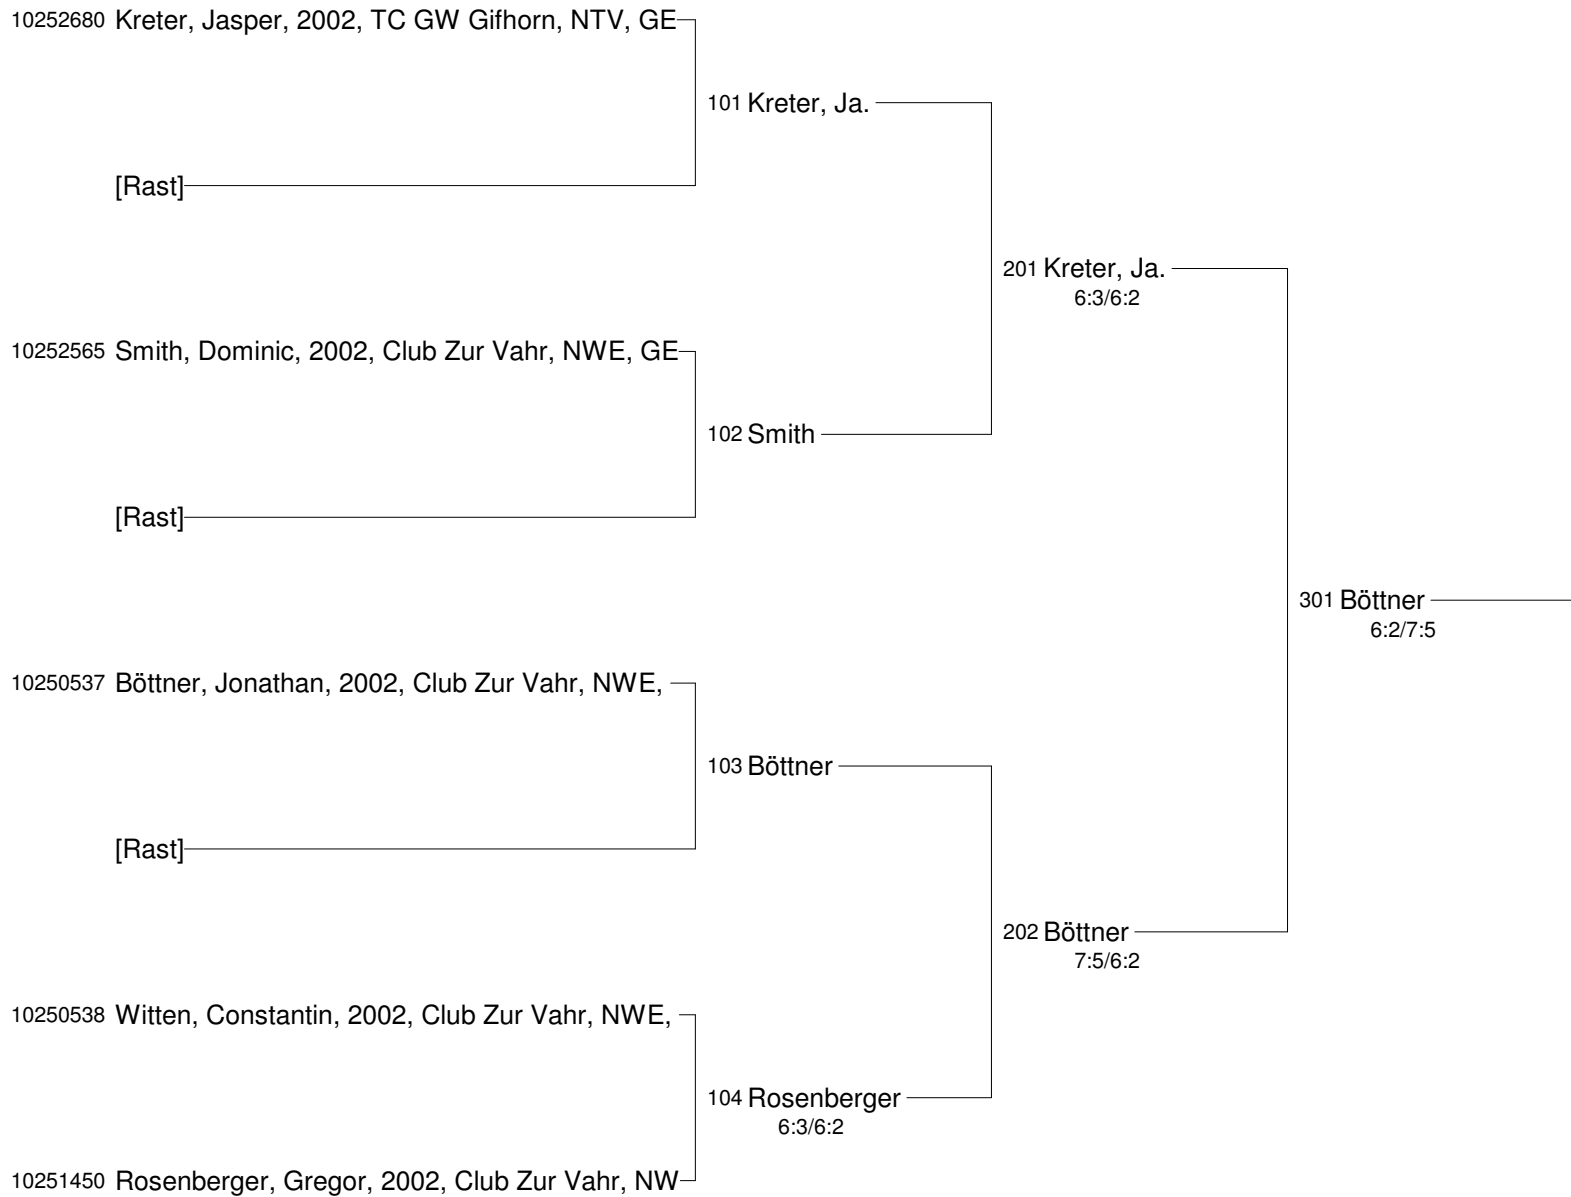 10252680 Kreter, Jasper, 2002, TC GW Gifhorn, NTV, GE
101 Kreter, Ja.
[Rast]
201 Kreter, Ja.
6:3/6:2
10252565 Smith, Dominic, 2002, Club Zur Vahr, NWE, GE
102 Smith
[Rast]
301 Böttner
6:2/7:5
10250537 Böttner, Jonathan, 2002, Club Zur Vahr, NWE,
103 Böttner
[Rast]
202 Böttner
7:5/6:2
10250538 Witten, Constantin, 2002, Club Zur Vahr, NWE,
104 Rosenberger
6:3/6:2
10251450 Rosenberger, Gregor, 2002, Club Zur Vahr, NW